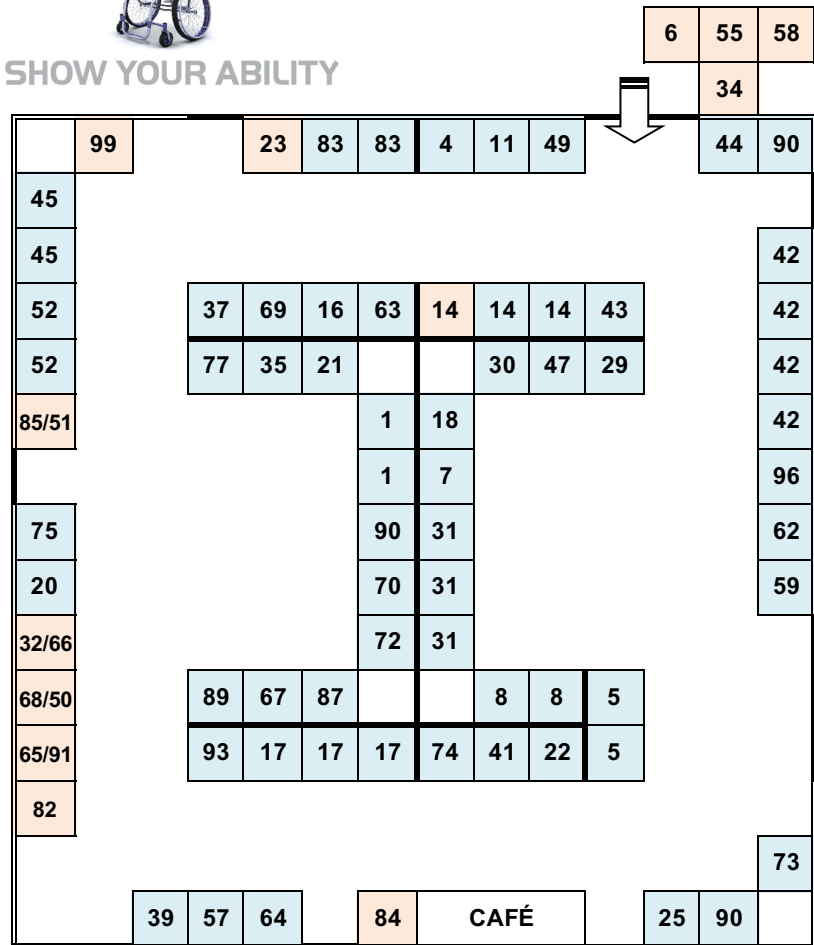 6 55 58
SHOW YOUR ABILITY
34
99 23 83 83 4 11 49 44 90
45
45 42
52 37 69 16 63 14 14 14 43 42
52 77 35 21 30 47 29 42
85/51 1 18 42
1 7 96
75 90 31 62
20 70 31 59
32/66 72 31
68/50 89 67 87 8 8 5
65/91 93 17 17 17 74 41 22 5
82
73
39 57 64 84 CAFÉ 25 90